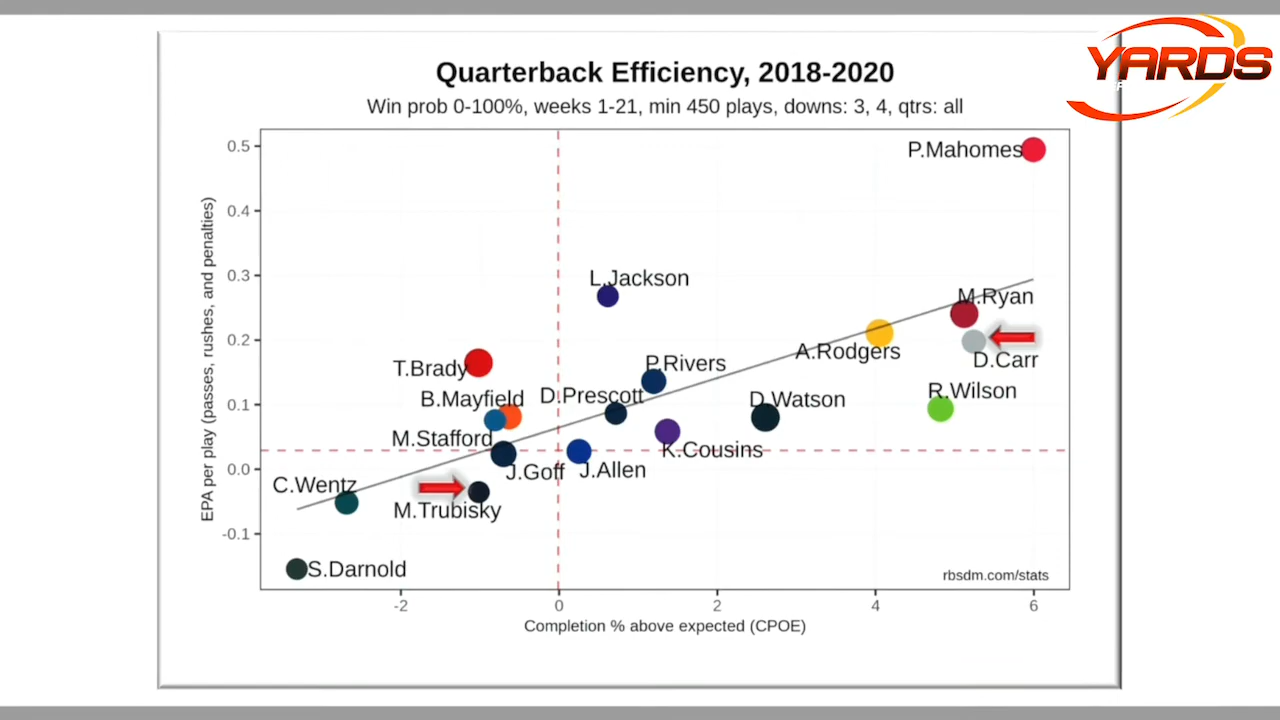 YARDS
Quarterback Efficiency, 2018-2020
Win prob 0-100%, weeks 1-21, min 450 plays, downs: 3, 4, qtrs: all
EPA per play (passes, rushes, and penalties)
0.5
0.4
0.3
0.2
0.1
0.0
-0.1
P.Mahomes
L.Jackson
M.Ryan
A.Rodgers
D.Carr
P.Rivers
T.Brady
R.Wilson
B.Mayfield
D.Prescott
D.Watson
M.Stafford
K.Cousins
J.Goff
J.Allen
C.Wentz
M.Trubisky
S.Darnold
rbsdm.com/stats
-2
0
2
4
6
Completion % above expected (CPOE)